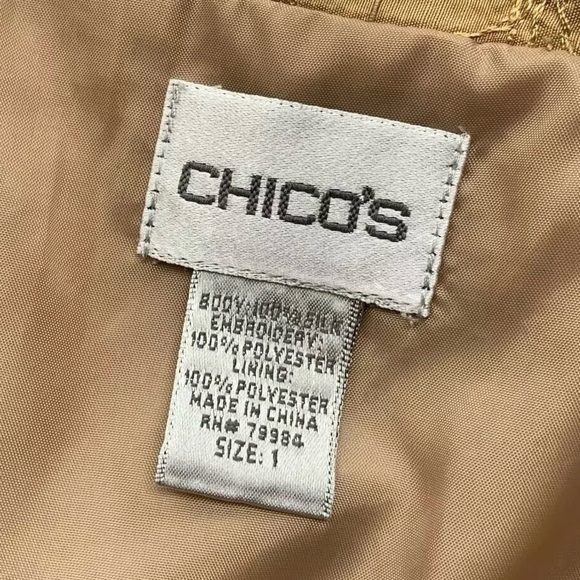 CHICO'S
BODY: 100% SILK
EMBROIDERY:
100% POLYESTER
LINING:
100% POLYESTER
MADE IN CHINA
RN# 79984
SIZE: 1